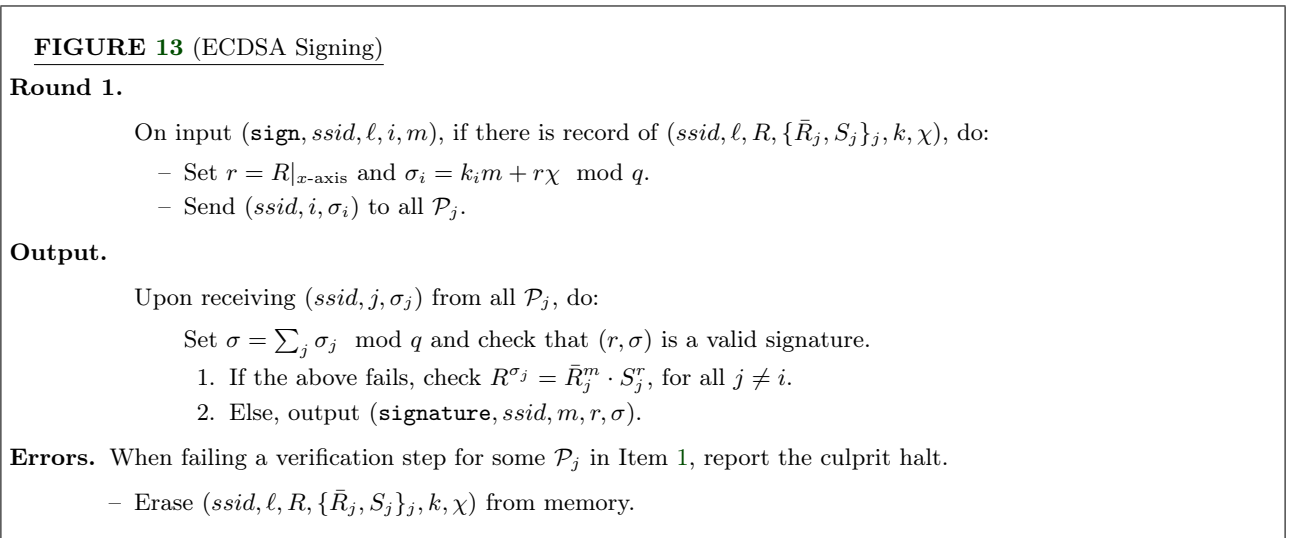 FIGURE 13 (ECDSA Signing)
Round 1.
On input (sign, ssid, ℓ, i, m), if there is record of (ssid, ℓ, R, {R̄_j, S_j}_j, k, χ), do:
– Set r = R|_{x-axis} and σ_i = k_i m + rχ mod q.
– Send (ssid, i, σ_i) to all 𝒫_j.
Output.
Upon receiving (ssid, j, σ_j) from all 𝒫_j, do:
Set σ = ∑_j σ_j mod q and check that (r, σ) is a valid signature.
1. If the above fails, check R^{σ_j} = R̄_j^m · S_j^r, for all j ≠ i.
2. Else, output (signature, ssid, m, r, σ).
Errors. When failing a verification step for some 𝒫_j in Item 1, report the culprit halt.
– Erase (ssid, ℓ, R, {R̄_j, S_j}_j, k, χ) from memory.